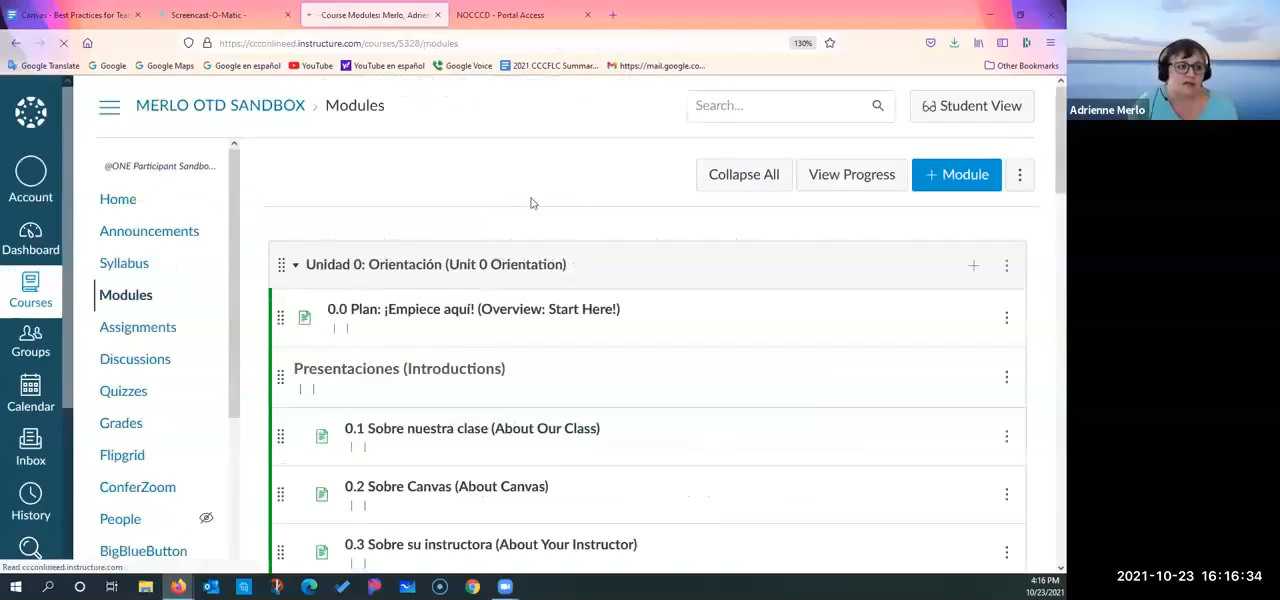 Canvas - Best Practices for Teac
Screencast-O-Matic -
Course Modules: Merlo, Adrien
NOCCCD - Portal Access
https://ccconlineed.instructure.com/courses/5328/modules
130%
Google Translate
Google
Google Maps
Google en español
YouTube
YouTube en español
Google Voice
2021 CCCFLC Summar...
https://mail.google.co...
Other Bookmarks
MERLO OTD SANDBOX › Modules
Search...
Student View
Adrienne Merlo
@ONE Participant Sandbo...
Collapse All
View Progress
+ Module
Account
Dashboard
Courses
Groups
Calendar
Inbox
History
Home
Announcements
Syllabus
Modules
Assignments
Discussions
Quizzes
Grades
Flipgrid
ConferZoom
People
BigBlueButton
Unidad 0: Orientación (Unit 0 Orientation)
0.0 Plan: ¡Empiece aquí! (Overview: Start Here!)
Presentaciones (Introductions)
0.1 Sobre nuestra clase (About Our Class)
0.2 Sobre Canvas (About Canvas)
0.3 Sobre su instructora (About Your Instructor)
Read ccconlineed.instructure.com
4:16 PM
10/23/2021
2021-10-23 16:16:34